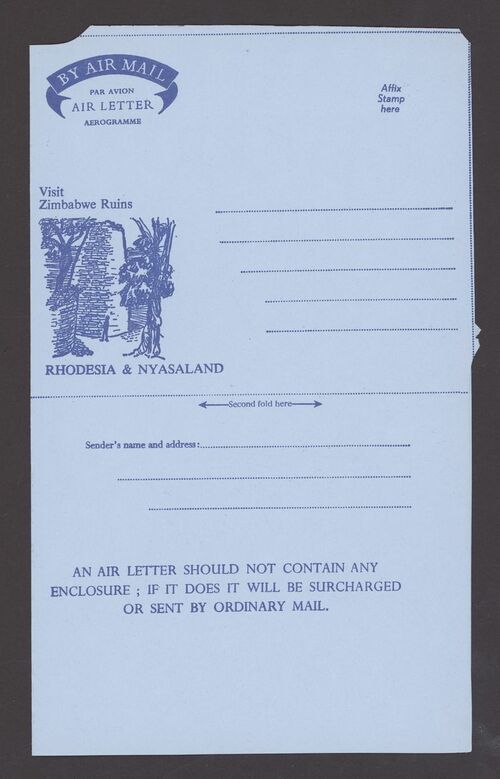 BY AIR MAIL
PAR AVION
AIR LETTER
AEROGRAMME
Affix
Stamp
here
Visit
Zimbabwe Ruins
RHODESIA & NYASALAND
Second fold here
Sender's name and address:
AN AIR LETTER SHOULD NOT CONTAIN ANY
ENCLOSURE ; IF IT DOES IT WILL BE SURCHARGED
OR SENT BY ORDINARY MAIL.